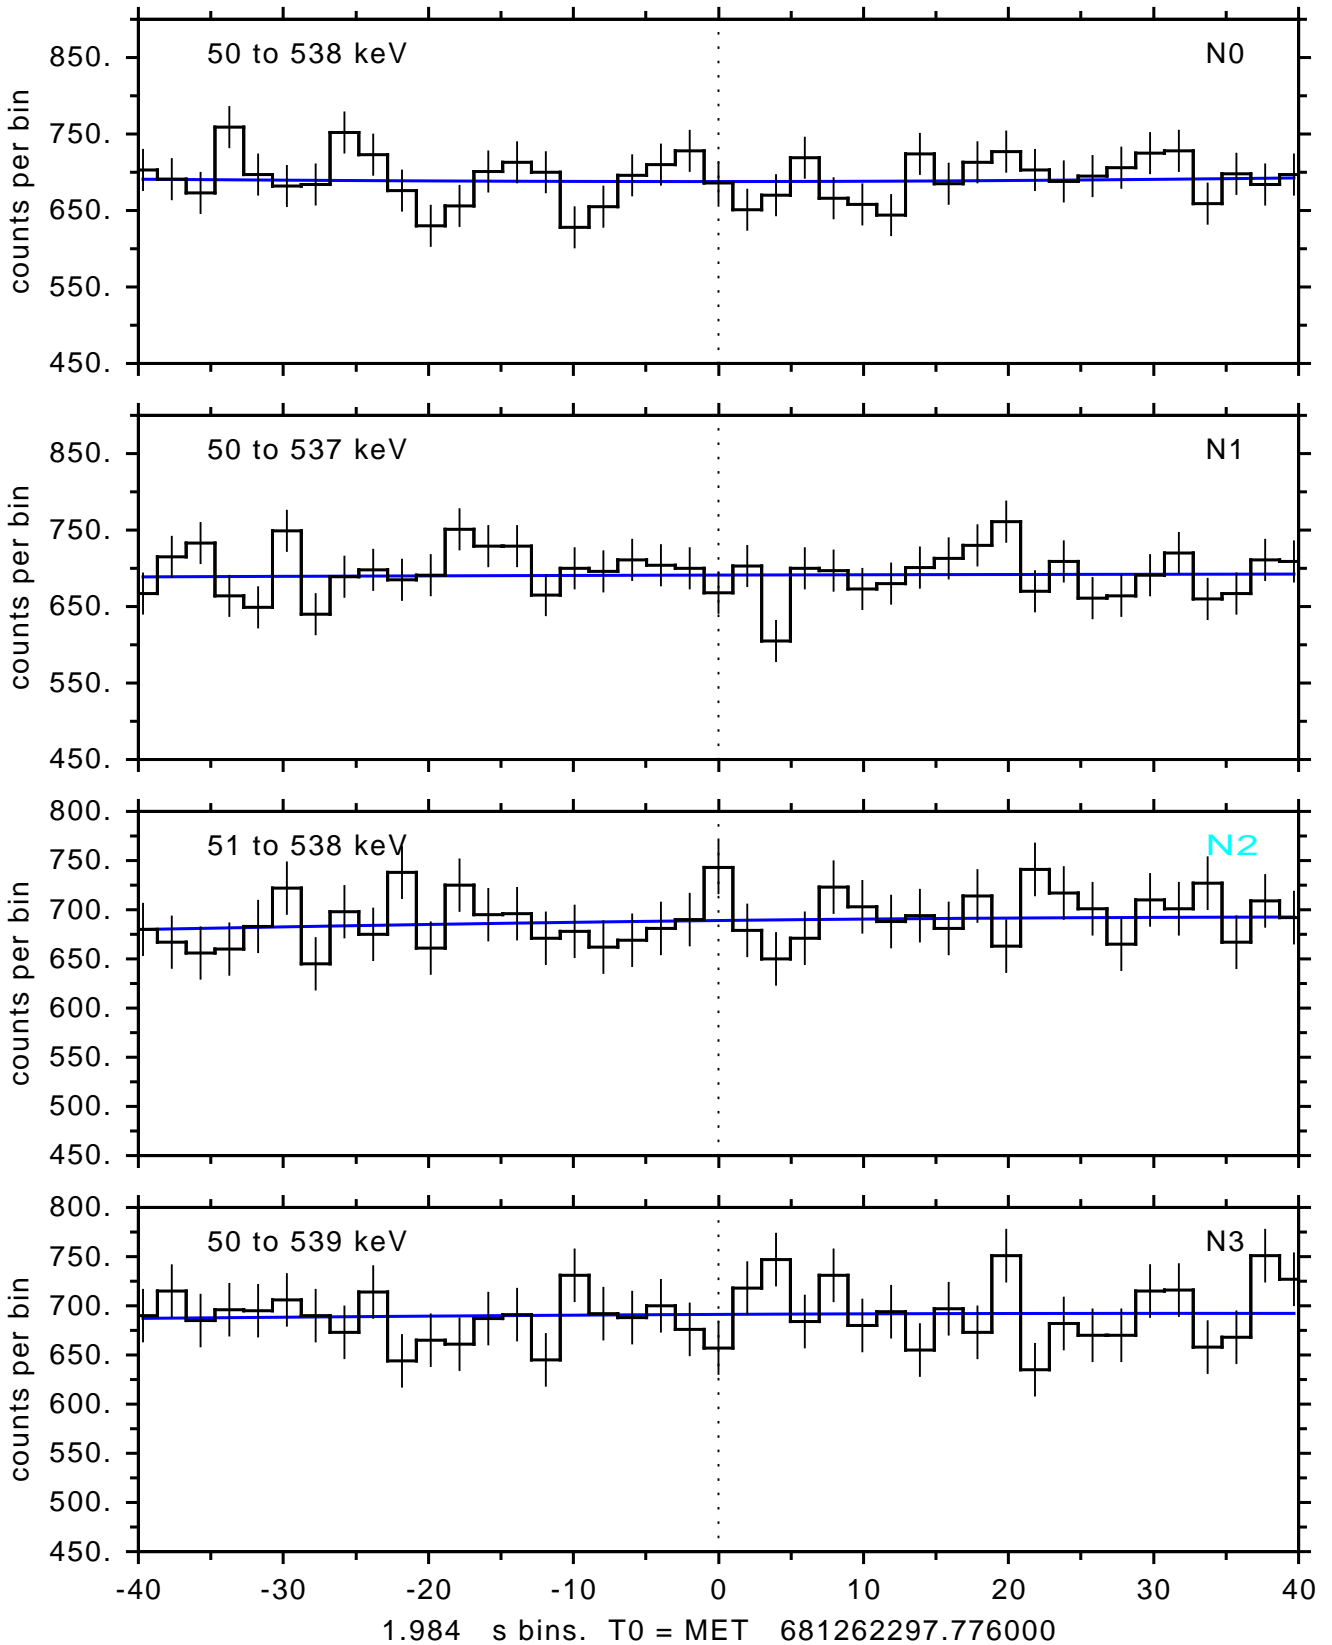 50 to 538 keV N0
850.
750.
650.
550.
450.
counts per bin
50 to 537 keV N1
850.
750.
650.
550.
450.
counts per bin
800.
51 to 538 keV N2
750.
700.
650.
600.
550.
500.
450.
counts per bin
800.
50 to 539 keV N3
750.
700.
650.
600.
550.
500.
450.
counts per bin
-40 -30 -20 -10 0 10 20 30 40
1.984 s bins. T0 = MET 681262297.776000